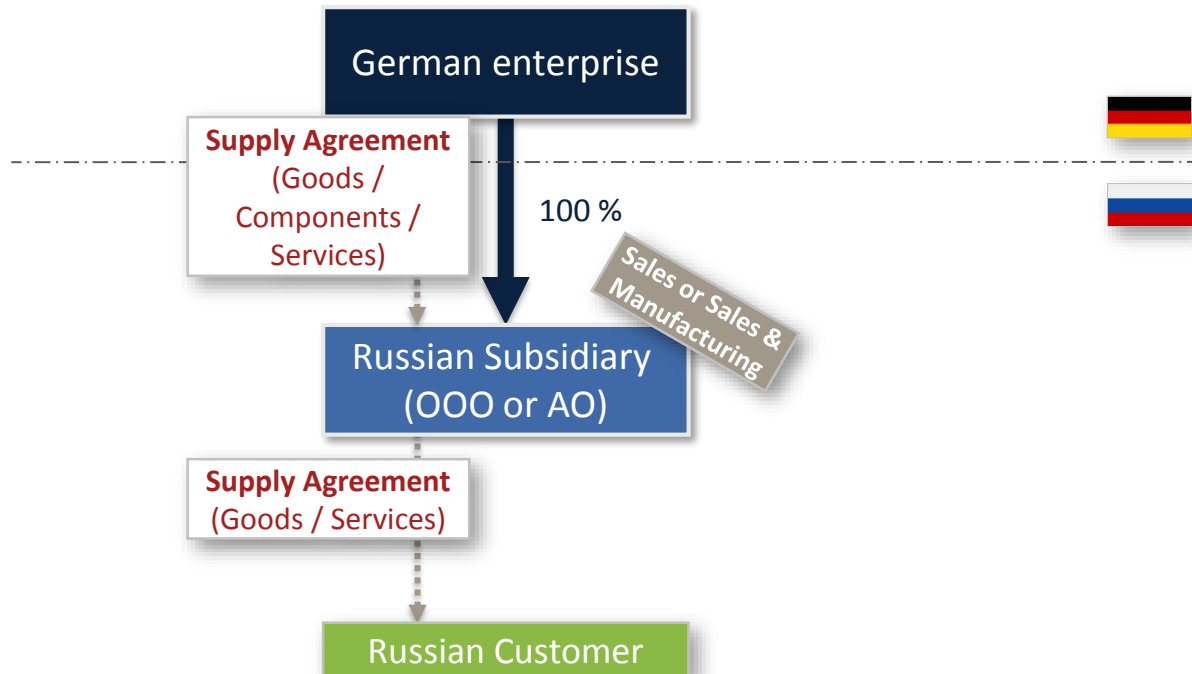 German enterprise
Supply Agreement
(Goods /
Components /
Services)
100 %
Sales or Sales &
Manufacturing
Russian Subsidiary
(OOO or AO)
Supply Agreement
(Goods / Services)
Russian Customer